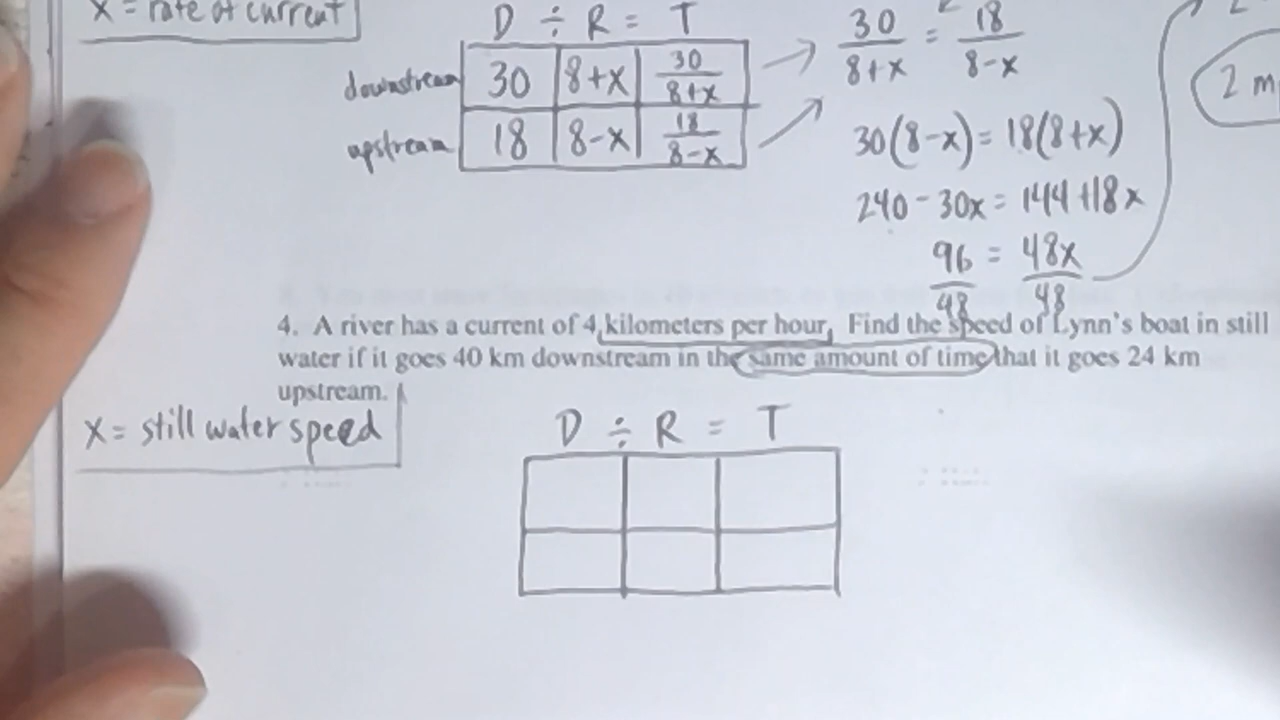 X = rate of current
D ÷ R = T
downstream 30 8+x 30/8+x
upstream 18 8-x 18/8-x
30/8+x = 18/8-x
30(8-x) = 18(8+x)
240 - 30x = 144 + 18x
96/48 = 48x/48
2 m
4. A river has a current of 4 kilometers per hour. Find the speed of Lynn's boat in still
water if it goes 40 km downstream in the same amount of time that it goes 24 km
upstream.
X = still water speed
D ÷ R = T